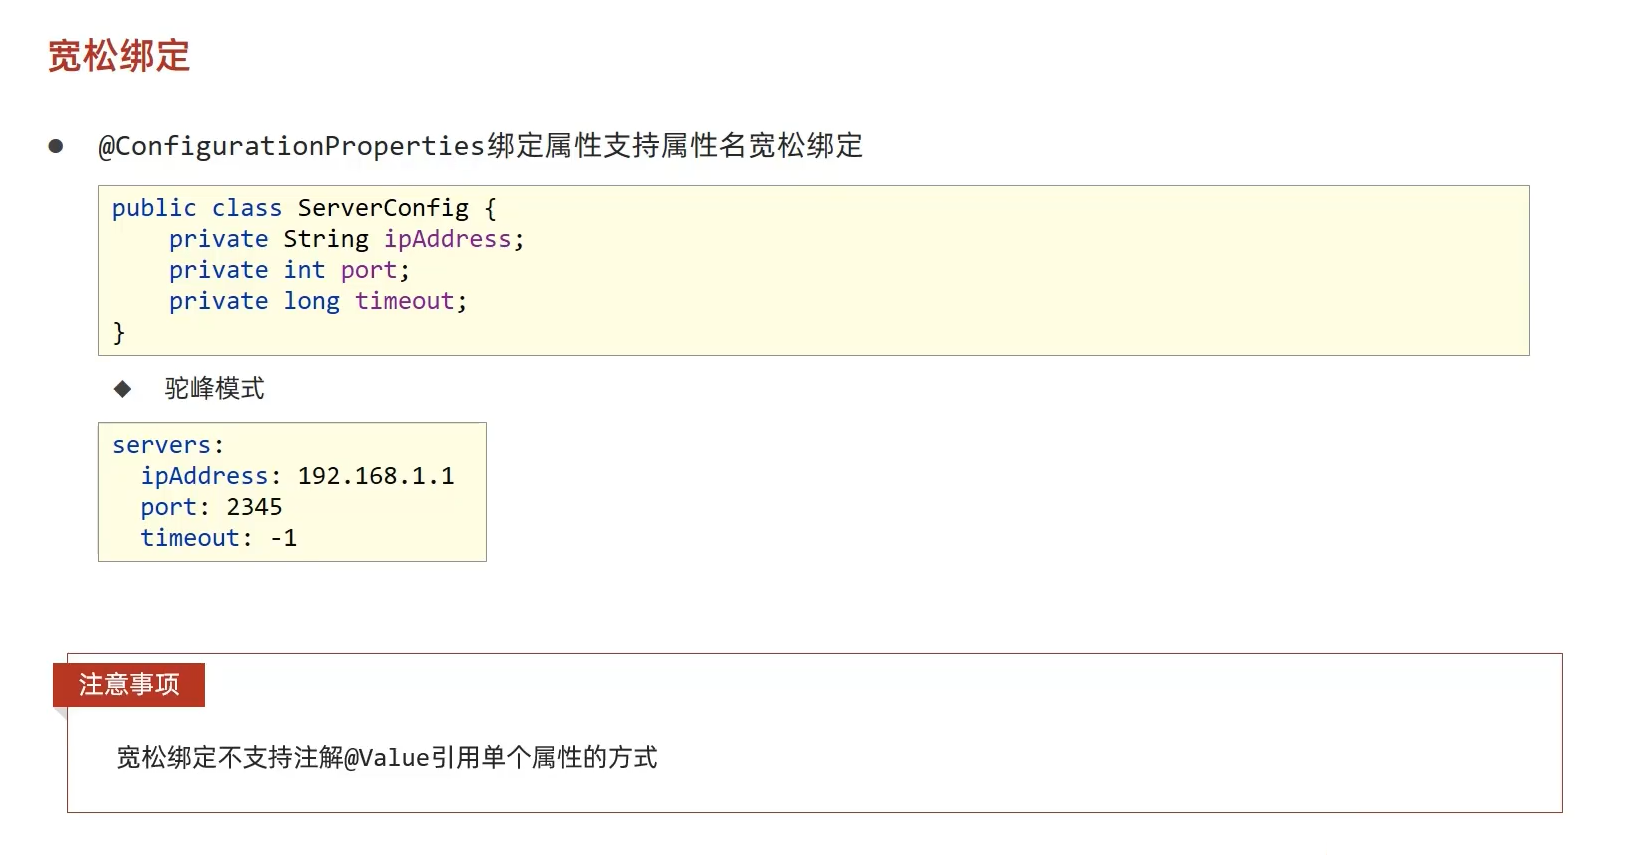 宽松绑定
● @ConfigurationProperties绑定属性支持属性名宽松绑定
public class ServerConfig {
    private String ipAddress;
    private int port;
    private long timeout;
}
◆ 驼峰模式
servers:
  ipAddress: 192.168.1.1
  port: 2345
  timeout: -1
注意事项
宽松绑定不支持注解@Value引用单个属性的方式